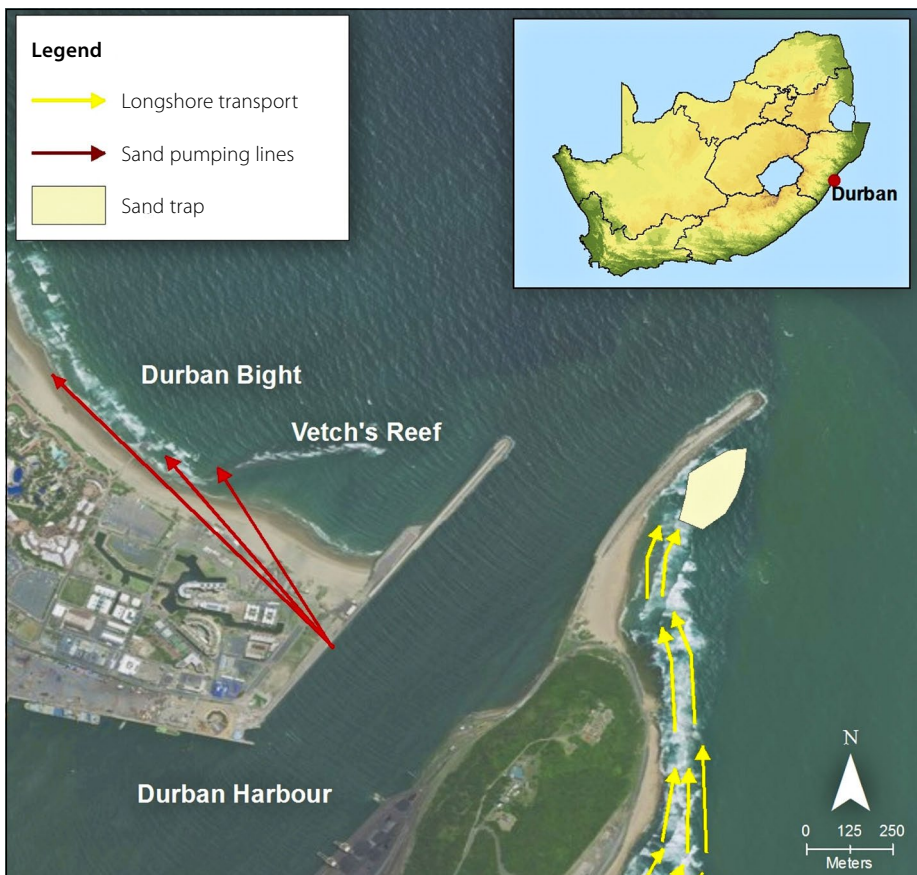 Legend
Longshore transport
Sand pumping lines
Sand trap
Durban
Durban Bight
Vetch's Reef
Durban Harbour
N
0 125 250
Meters